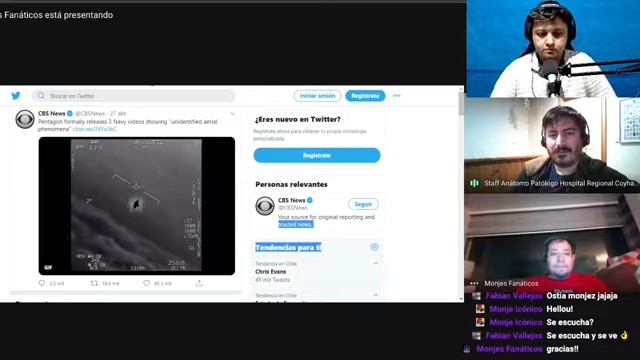 s Fanáticos está presentando
Buscar en Twitter
Iniciar sesión
Regístrate
CBS News @CBSNews · 27 abr.
Pentagon formally releases 3 Navy videos showing "unidentified aerial
phenomena"
GIF
¿Eres nuevo en Twitter?
Regístrate ahora para obtener tu propia cronología
personalizada.
Regístrate
Personas relevantes
CBS News
@CBSNews
Seguir
Your source for original reporting and
trusted news.
Tendencias para ti
Tendencia en Chile
Chris Evans
49 mil Tweets
Tendencia en Chile
Staff Anátomo Patólogo Hospital Regional Coyha...
Monjes Fanáticos
Fabian Vallejos Ostia monjez jajaja
Monje Icónico Hellou!
Monje Icónico Se escucha?
Fabian Vallejos Se escucha y se ve 👌
Monjes Fanáticos gracias!!